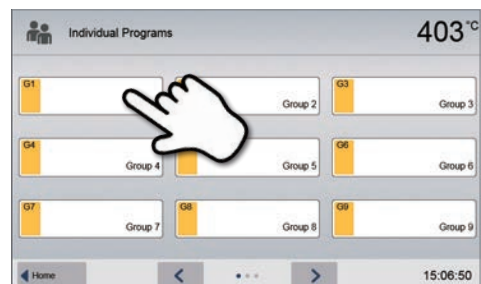 Individual Programs
403°C
G1
Group 2
G3
Group 3
G4
Group 4
Group 5
G6
Group 6
G7
Group 7
G8
Group 8
G9
Group 9
Home
15:06:50